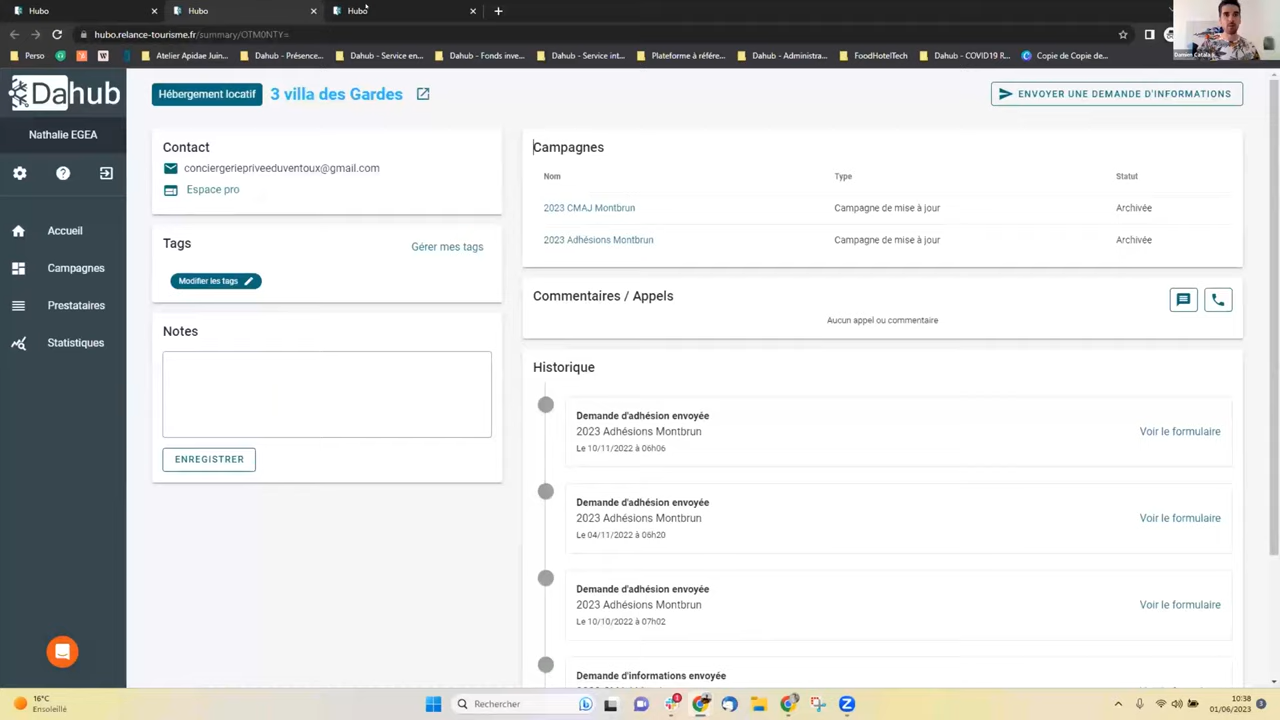 Hubo
Hubo
Hubo
hubo.relance-tourisme.fr/summary/OTM0NTY=
Perso
Atelier Apidae Juin...
Dahub - Présence...
Dahub - Service en...
Dahub - Fonds inve...
Dahub - Service int...
Plateforme à référe...
Dahub - Administra...
FoodHotelTech
Dahub - COVID19 R...
Copie de Copie de...
Dahub
Nathalie EGEA
Accueil
Campagnes
Prestataires
Statistiques
Hébergement locatif
3 villa des Gardes
ENVOYER UNE DEMANDE D'INFORMATIONS
Contact
conciergeriepriveeduventoux@gmail.com
Espace pro
Tags
Gérer mes tags
Modifier les tags
Notes
ENREGISTRER
Campagnes
Nom Type Statut
2023 CMAJ Montbrun Campagne de mise à jour Archivée
2023 Adhésions Montbrun Campagne de mise à jour Archivée
Commentaires / Appels
Aucun appel ou commentaire
Historique
Demande d'adhésion envoyée
2023 Adhésions Montbrun
Voir le formulaire
Le 10/11/2022 à 06h06
Demande d'adhésion envoyée
2023 Adhésions Montbrun
Voir le formulaire
Le 04/11/2022 à 06h20
Demande d'adhésion envoyée
2023 Adhésions Montbrun
Voir le formulaire
Le 10/10/2022 à 07h02
Demande d'informations envoyée
16°C
Ensoleillé
Rechercher
10:38
01/06/2023